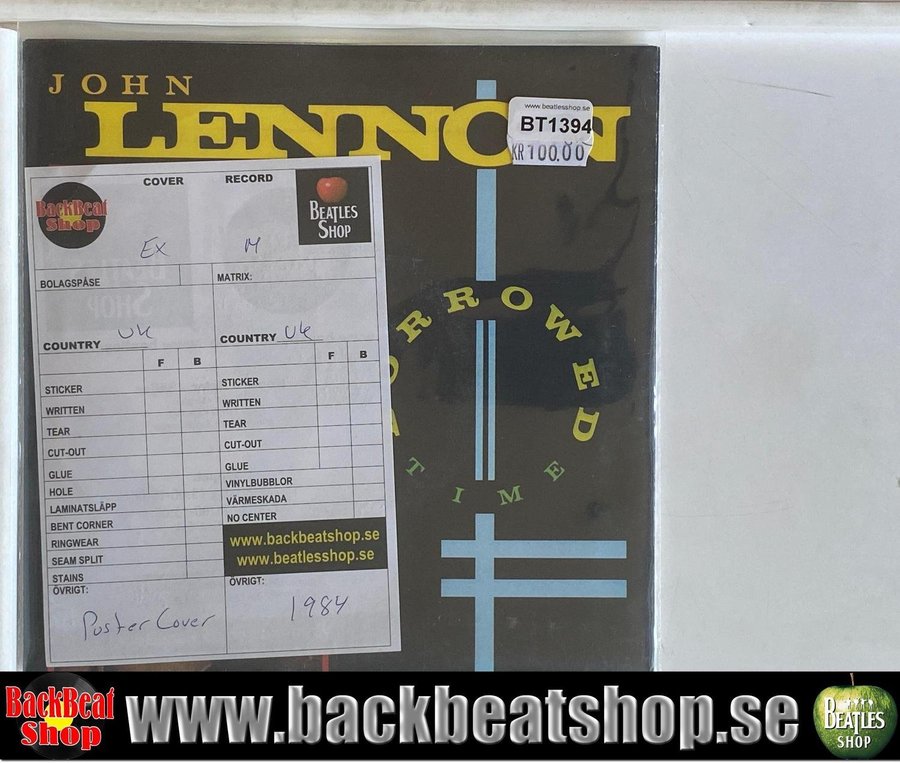 JOHN
LENNON
www.beatlesshop.se
BT1394
KR 100.00
BORROWED
TIME
COVER RECORD
BackBeat
Shop
BEATLES
SHOP
Ex M
BOLAGSPÅSE MATRIX:
COUNTRY UK COUNTRY UK
F B F B
STICKER STICKER
WRITTEN WRITTEN
TEAR TEAR
CUT-OUT CUT-OUT
GLUE GLUE
HOLE VINYLBUBBLOR
LAMINATSLÄPP VÄRMESKADA
BENT CORNER NO CENTER
RINGWEAR
SEAM SPLIT
STAINS
www.backbeatshop.se
www.beatlesshop.se
ÖVRIGT: ÖVRIGT:
Poster Cover 1984
BackBeat
Shop
www.backbeatshop.se
BEATLES
SHOP